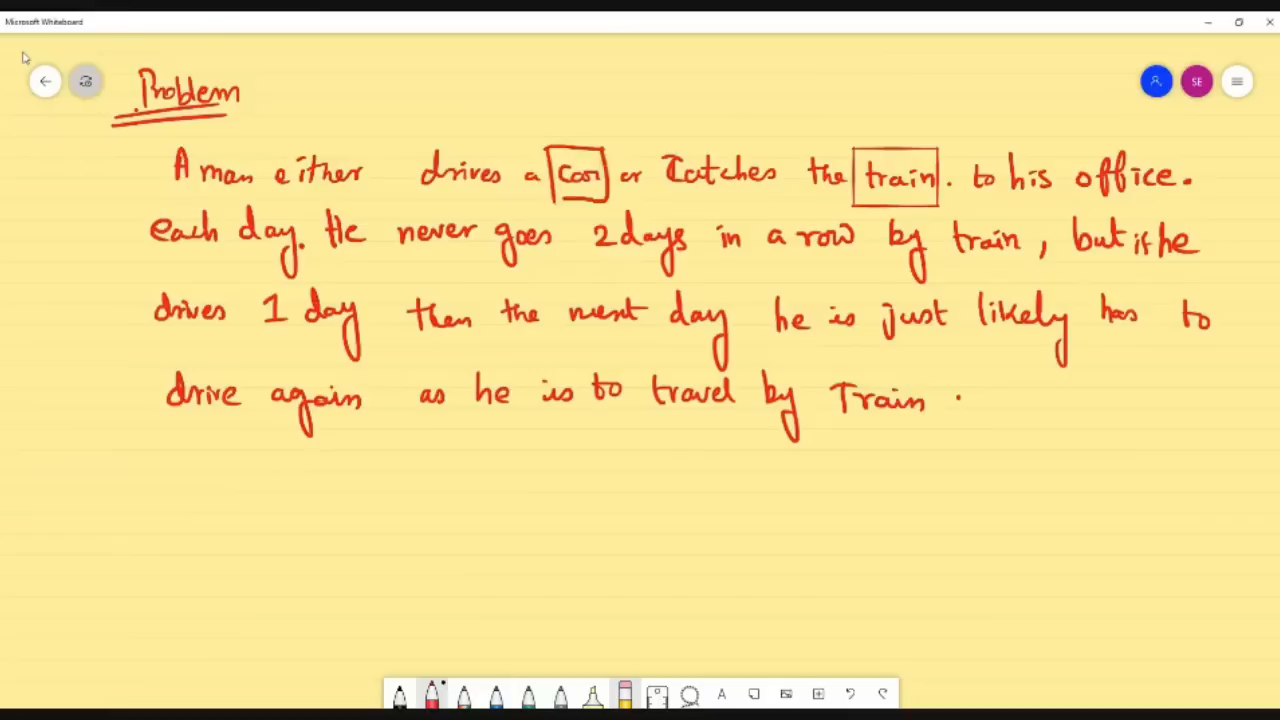 Microsoft Whiteboard
SE
Problem
A man either drives a car or Catches the train. to his office.
each day. He never goes 2 days in a row by train, but if he
drives 1 day then the next day he is just likely has to
drive again as he is to travel by Train.
A